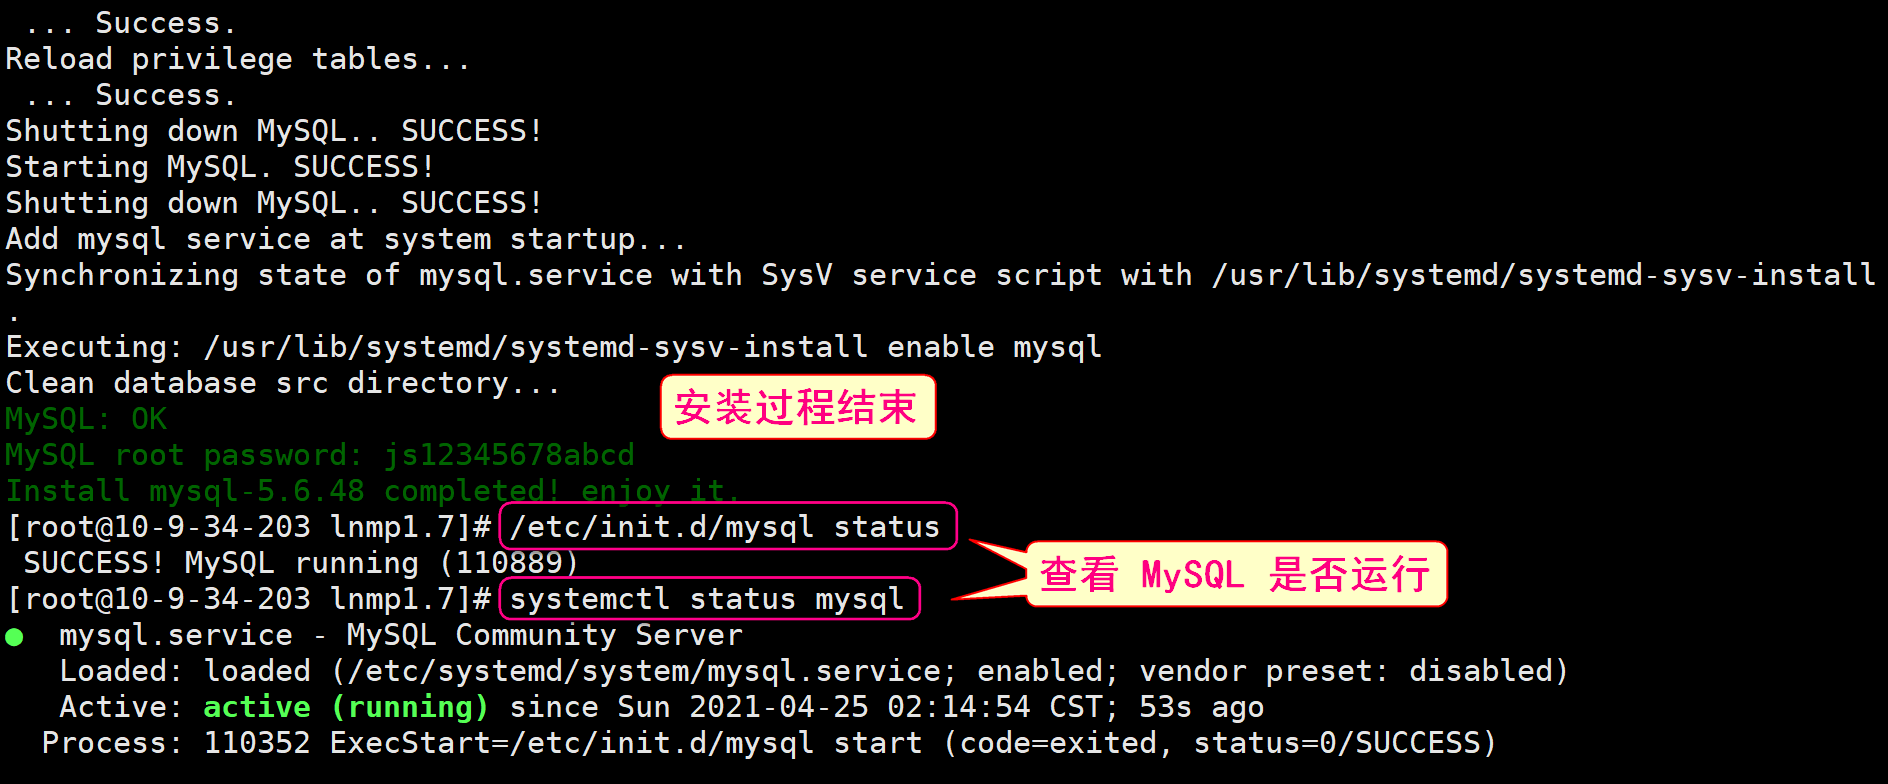 ... Success.
Reload privilege tables...
... Success.
Shutting down MySQL.. SUCCESS!
Starting MySQL. SUCCESS!
Shutting down MySQL.. SUCCESS!
Add mysql service at system startup...
Synchronizing state of mysql.service with SysV service script with /usr/lib/systemd/systemd-sysv-install
.
Executing: /usr/lib/systemd/systemd-sysv-install enable mysql
Clean database src directory...
安装过程结束
MySQL: OK
MySQL root password: js12345678abcd
Install mysql-5.6.48 completed! enjoy it.
[root@10-9-34-203 lnmp1.7]# /etc/init.d/mysql status
SUCCESS! MySQL running (110889)
查看 MySQL 是否运行
[root@10-9-34-203 lnmp1.7]# systemctl status mysql
● mysql.service - MySQL Community Server
Loaded: loaded (/etc/systemd/system/mysql.service; enabled; vendor preset: disabled)
Active: active (running) since Sun 2021-04-25 02:14:54 CST; 53s ago
Process: 110352 ExecStart=/etc/init.d/mysql start (code=exited, status=0/SUCCESS)